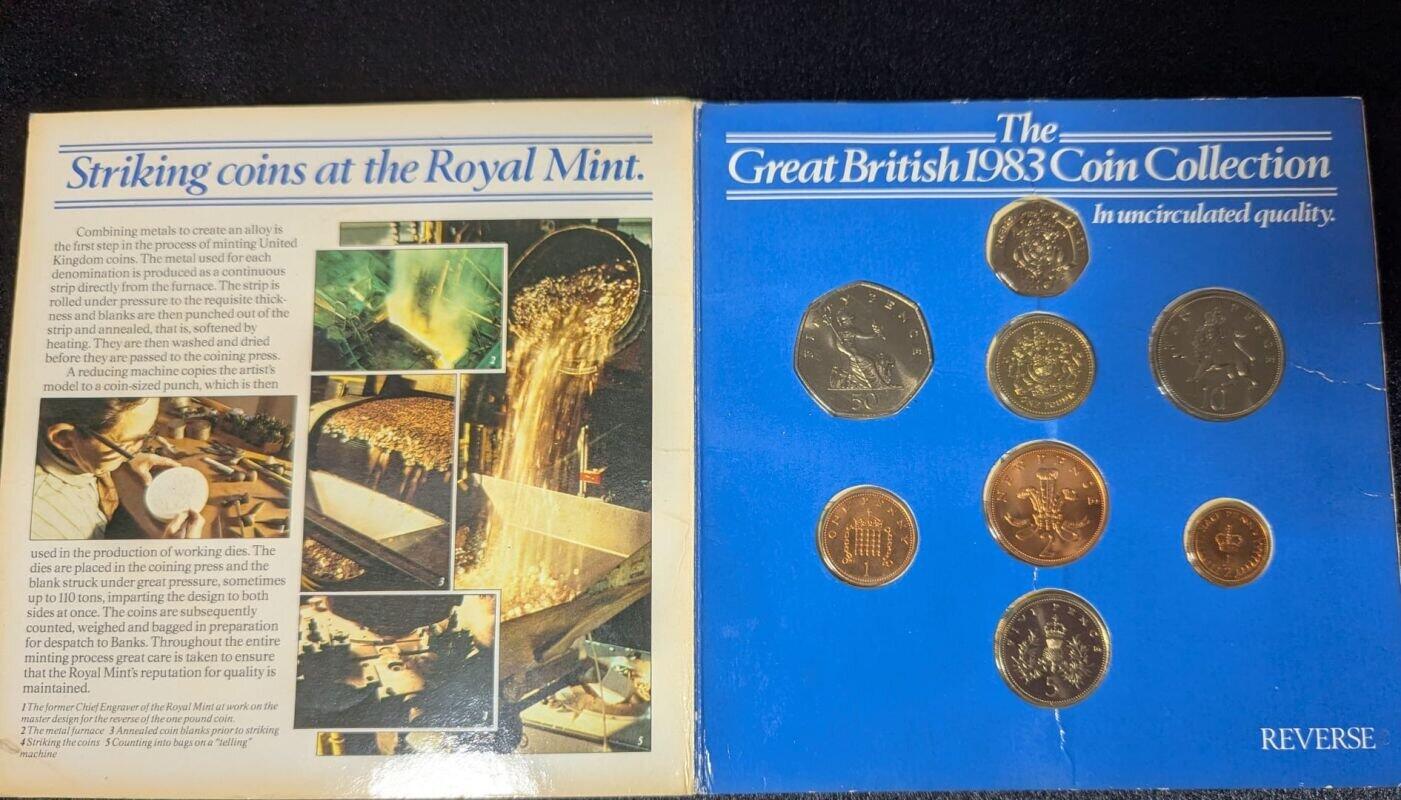 Striking coins at the Royal Mint.
Combining metals to create an alloy is
the first step in the process of minting United
Kingdom coins. The metal used for each
denomination is produced as a continuous
strip directly from the furnace. The strip is
rolled under pressure to the requisite thick-
ness and blanks are then punched out of the
strip and annealed, that is, softened by
heating. They are then washed and dried
before they are passed to the coining press.
A reducing machine copies the artist's
model to a coin-sized punch, which is then
2
3
used in the production of working dies. The
dies are placed in the coining press and the
blank struck under great pressure, sometimes
up to 110 tons, imparting the design to both
sides at once. The coins are subsequently
counted, weighed and bagged in preparation
for despatch to Banks. Throughout the entire
minting process great care is taken to ensure
that the Royal Mint's reputation for quality is
maintained.
1 The former Chief Engraver of the Royal Mint at work on the
master design for the reverse of the one pound coin.
2 The metal furnace 3 Annealed coin blanks prior to striking
4 Striking the coins 5 Counting into bags on a "telling"
machine
5
The
Great British 1983 Coin Collection
In uncirculated quality.
FIFTY PENCE
50
TEN PENCE
10
ONE PENNY
1
NEW PENCE
2
FIVE PENCE
5
REVERSE